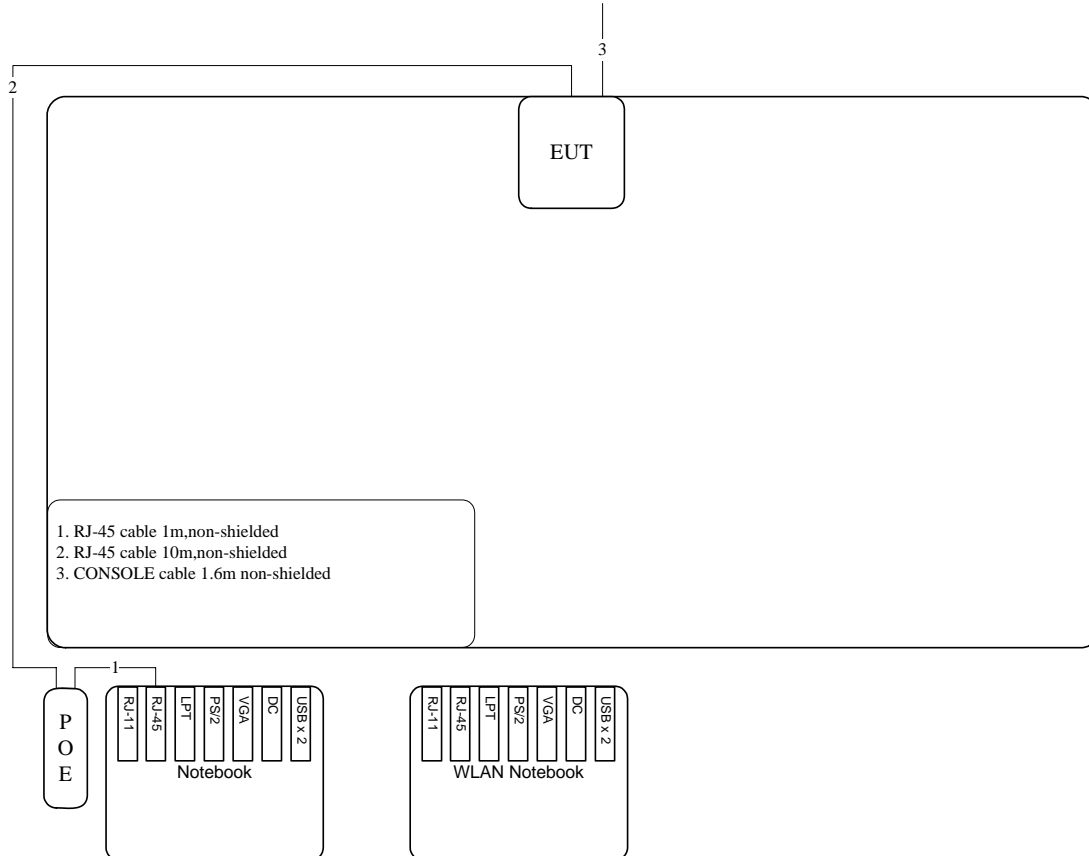 3
2
EUT
1. RJ-45 cable 1m,non-shielded
2. RJ-45 cable 10m,non-shielded
3. CONSOLE cable 1.6m non-shielded
1
P
O
E
RJ-11
RJ-45
LPT
PS/2
VGA
DC
USB x 2
Notebook
RJ-11
RJ-45
LPT
PS/2
VGA
DC
USB x 2
WLAN Notebook